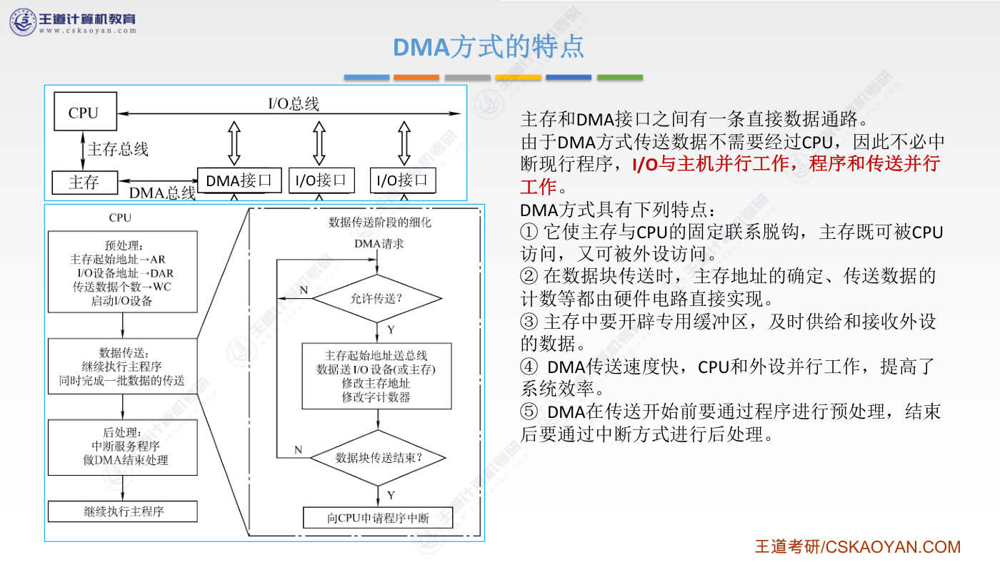 王道计算机教育
www.cskaoyan.com
DMA方式的特点
CPU
I/O总线
主存总线
主存
DMA总线
DMA接口
I/O接口
I/O接口
CPU
预处理：
主存起始地址→AR
I/O设备地址→DAR
传送数据个数→WC
启动I/O设备
数据传送：
继续执行主程序
同时完成一批数据的传送
后处理：
中断服务程序
做DMA结束处理
继续执行主程序
数据传送阶段的细化
DMA请求
允许传送？
N
Y
主存起始地址送总线
数据送 I/O 设备(或主存)
修改主存地址
修改字计数器
数据块传送结束？
N
Y
向CPU申请程序中断
主存和DMA接口之间有一条直接数据通路。
由于DMA方式传送数据不需要经过CPU，因此不必中
断现行程序，I/O与主机并行工作，程序和传送并行
工作。
DMA方式具有下列特点：
① 它使主存与CPU的固定联系脱钩，主存既可被CPU
访问，又可被外设访问。
② 在数据块传送时，主存地址的确定、传送数据的
计数等都由硬件电路直接实现。
③ 主存中要开辟专用缓冲区，及时供给和接收外设
的数据。
④ DMA传送速度快，CPU和外设并行工作，提高了
系统效率。
⑤ DMA在传送开始前要通过程序进行预处理，结束
后要通过中断方式进行后处理。
王道考研/CSKAOYAN.COM